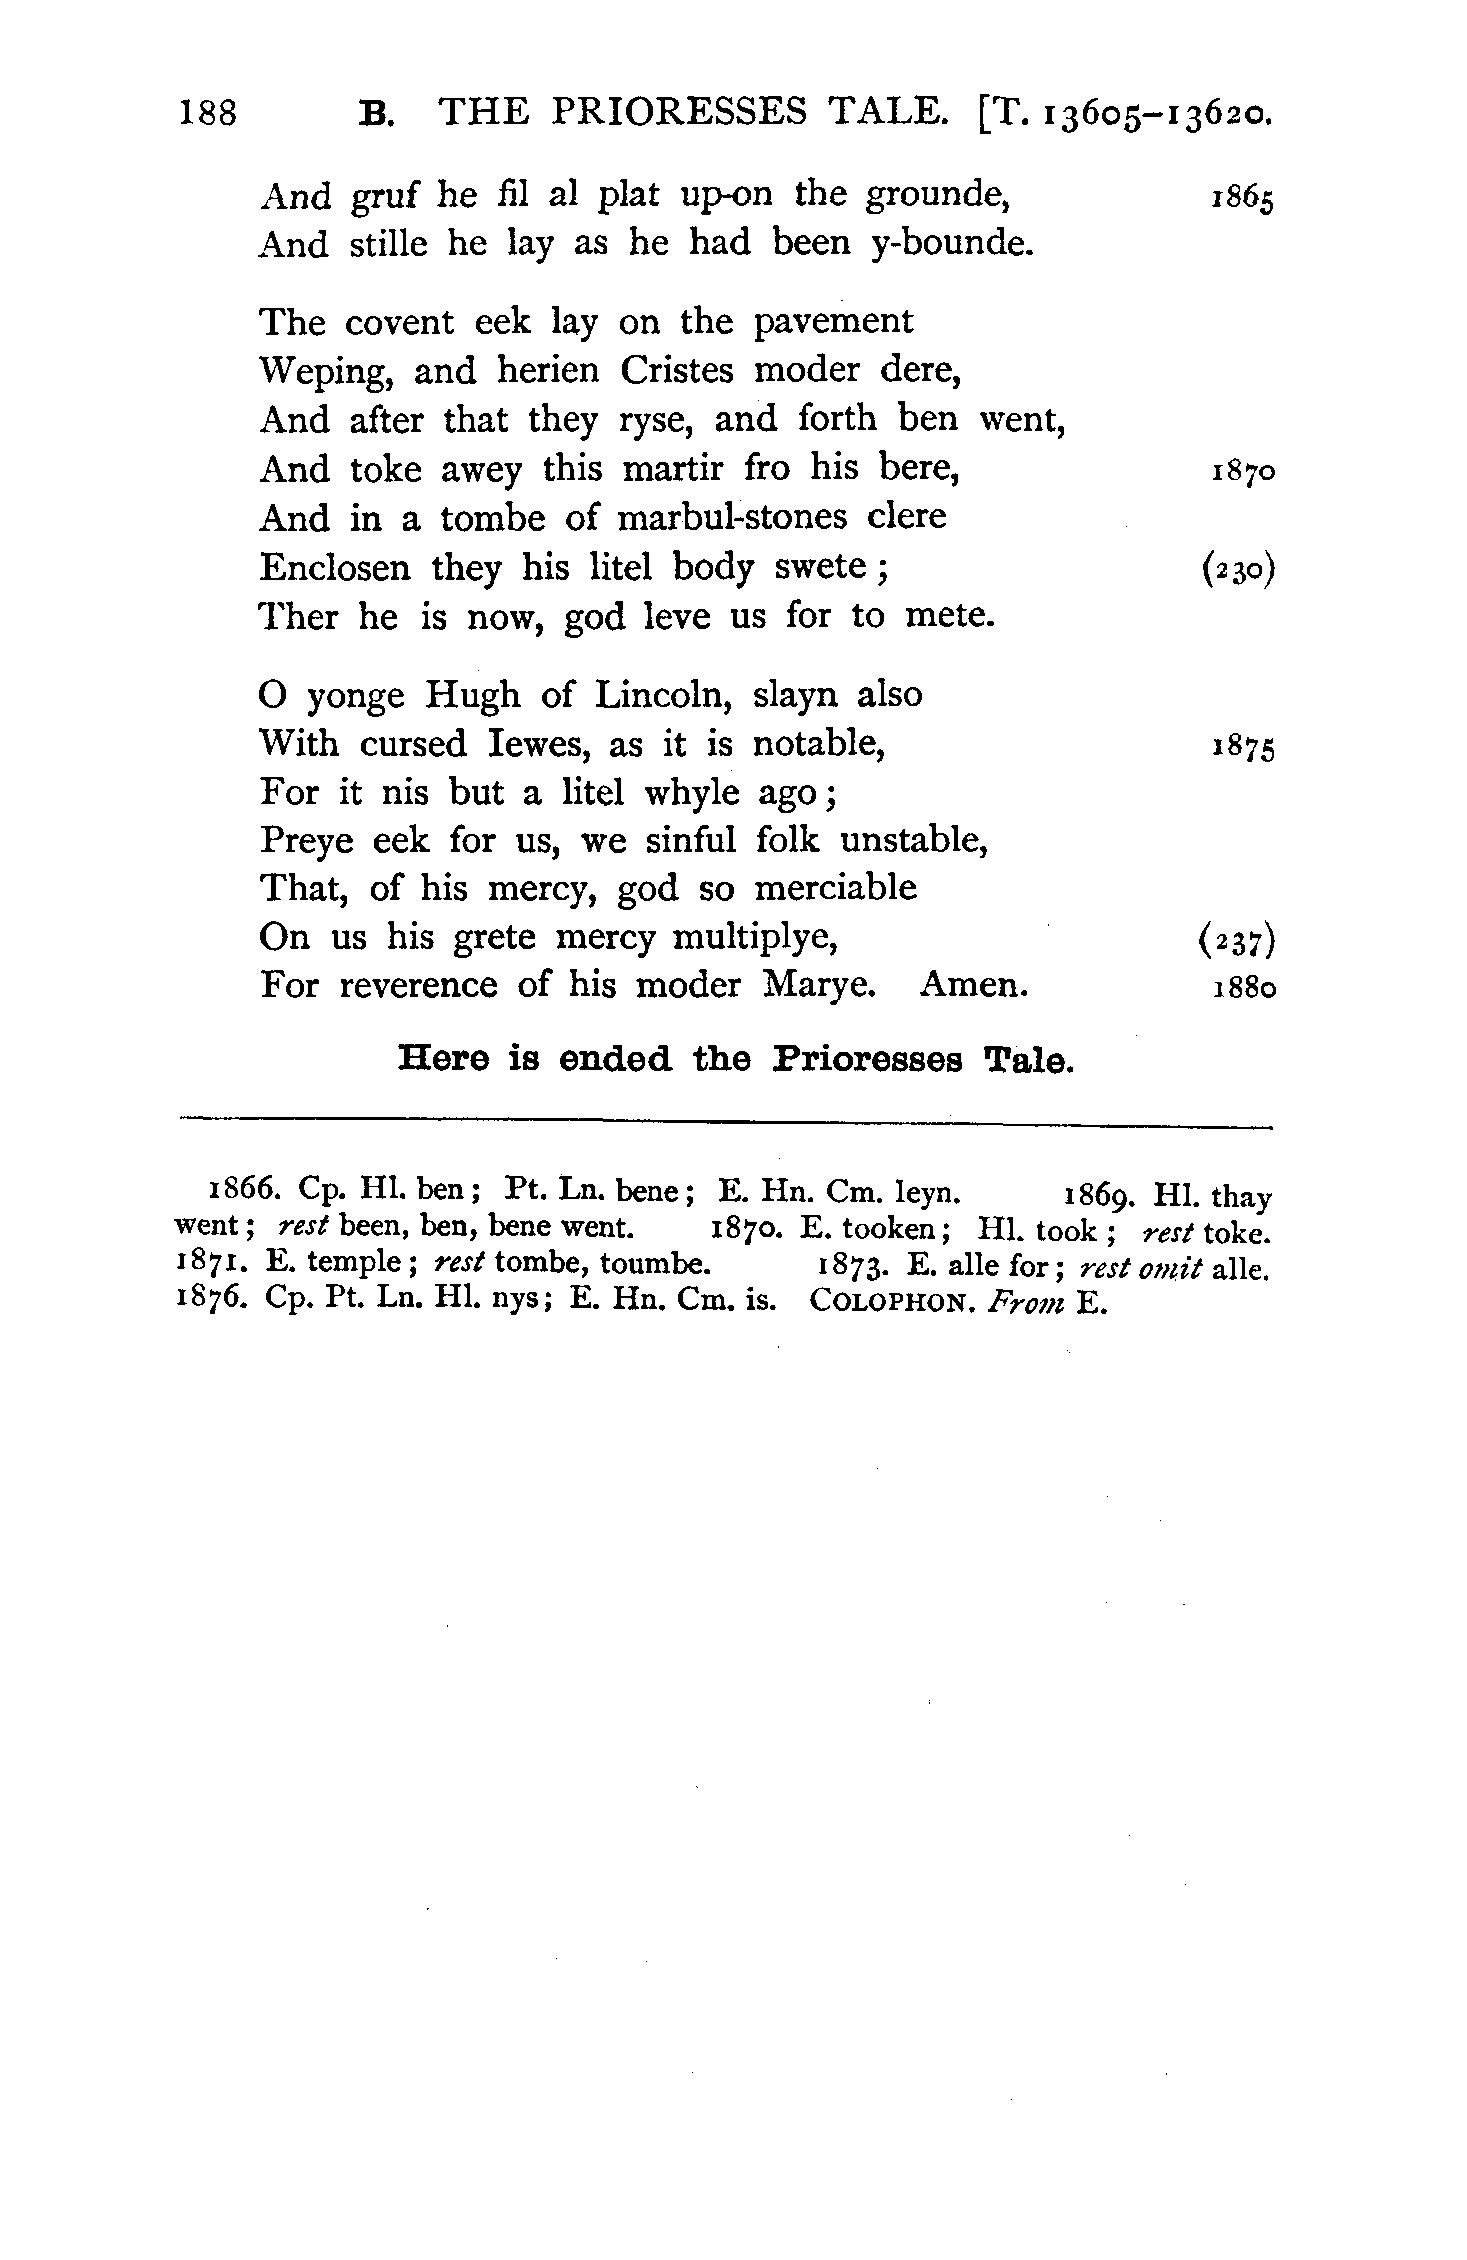 188 B. THE PRIORESSES TALE. [T. 13605–13620.
And gruf he fil al plat up-on the grounde, 1865
And stille he lay as he had been y-bounde.
The covent eek lay on the pavement
Weping, and herien Cristes moder dere,
And after that they ryse, and forth ben went,
And toke awey this martir fro his bere, 1870
And in a tombe of marbul-stones clere
Enclosen they his litel body swete; (230)
Ther he is now, god leve us for to mete.
O yonge Hugh of Lincoln, slayn also
With cursed Iewes, as it is notable, 1875
For it nis but a litel whyle ago;
Preye eek for us, we sinful folk unstable,
That, of his mercy, god so merciable
On us his grete mercy multiplye, (237)
For reverence of his moder Marye. Amen. 1880
Here is ended the Prioresses Tale.
1866. Cp. Hl. ben; Pt. Ln. bene; E. Hn. Cm. leyn. 1869. Hl. thay
went; rest been, ben, bene went. 1870. E. tooken; Hl. took; rest toke.
1871. E. temple; rest tombe, toumbe. 1873. E. alle for; rest omit alle.
1876. Cp. Pt. Ln. Hl. nys; E. Hn. Cm. is. COLOPHON. From E.